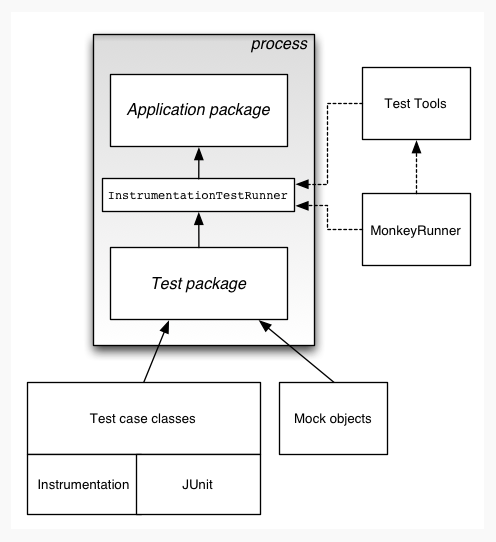 process
Application package
Test Tools
InstrumentationTestRunner
MonkeyRunner
Test package
Test case classes
Mock objects
Instrumentation
JUnit